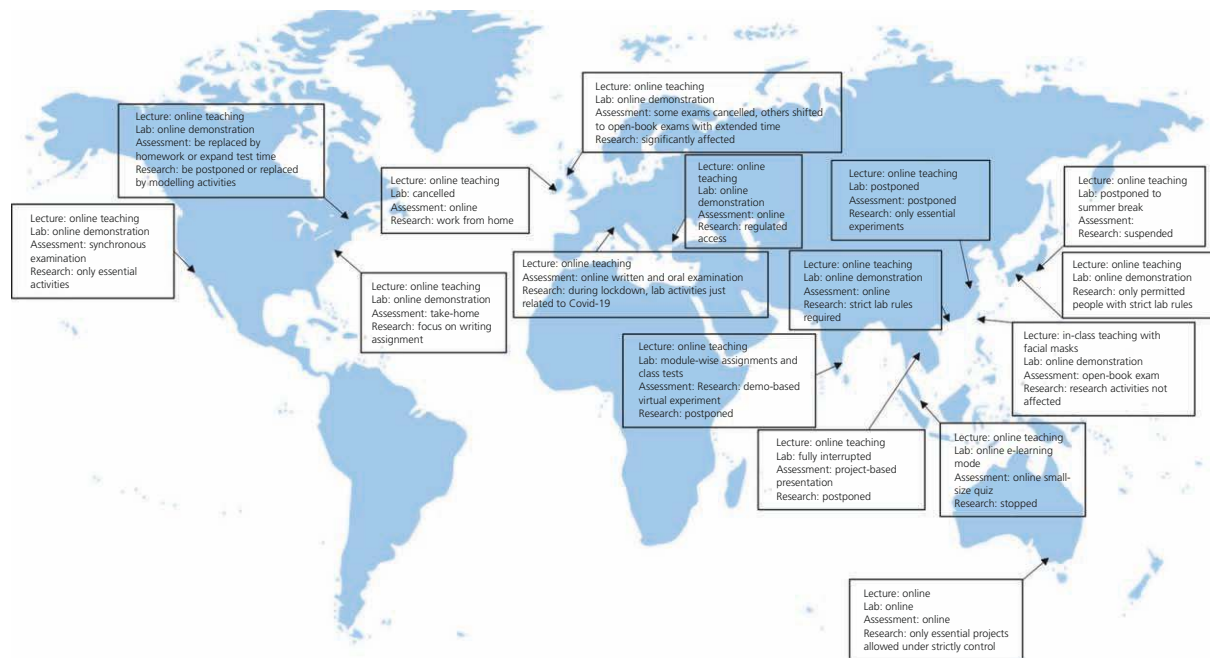 Lecture: online teaching
Lab: online demonstration
Assessment: some exams cancelled, others shifted
to open-book exams with extended time
Research: significantly affected
Lecture: online teaching
Lab: online demonstration
Assessment: be replaced by
homework or expand test time
Research: be postponed or replaced
by modelling activities
Lecture: online teaching
Lab: cancelled
Assessment: online
Research: work from home
Lecture: online
teaching
Lab: online
demonstration
Assessment: online
Research: regulated
access
Lecture: online teaching
Lab: postponed
Assessment: postponed
Research: only essential
experiments
Lecture: online teaching
Lab: postponed to
summer break
Assessment:
Research: suspended
Lecture: online teaching
Lab: online demonstration
Assessment: synchronous
examination
Research: only essential
activities
Lecture: online teaching
Assessment: online written and oral examination
Research: during lockdown, lab activities just
related to Covid-19
Lecture: online teaching
Lab: online demonstration
Assessment: online
Research: strict lab rules
required
Lecture: online teaching
Lab: online demonstration
Research: only permitted
people with strict lab rules
Lecture: online teaching
Lab: online demonstration
Assessment: take-home
Research: focus on writing
assignment
Lecture: in-class teaching with
facial masks
Lab: online demonstration
Assessment: open-book exam
Research: research activities not
affected
Lecture: online teaching
Lab: module-wise assignments and
class tests
Assessment: Research: demo-based
virtual experiment
Research: postponed
Lecture: online teaching
Lab: fully interrupted
Assessment: project-based
presentation
Research: postponed
Lecture: online teaching
Lab: online e-learning
mode
Assessment: online small-
size quiz
Research: stopped
Lecture: online
Lab: online
Assessment: online
Research: only essential projects
allowed under strictly control